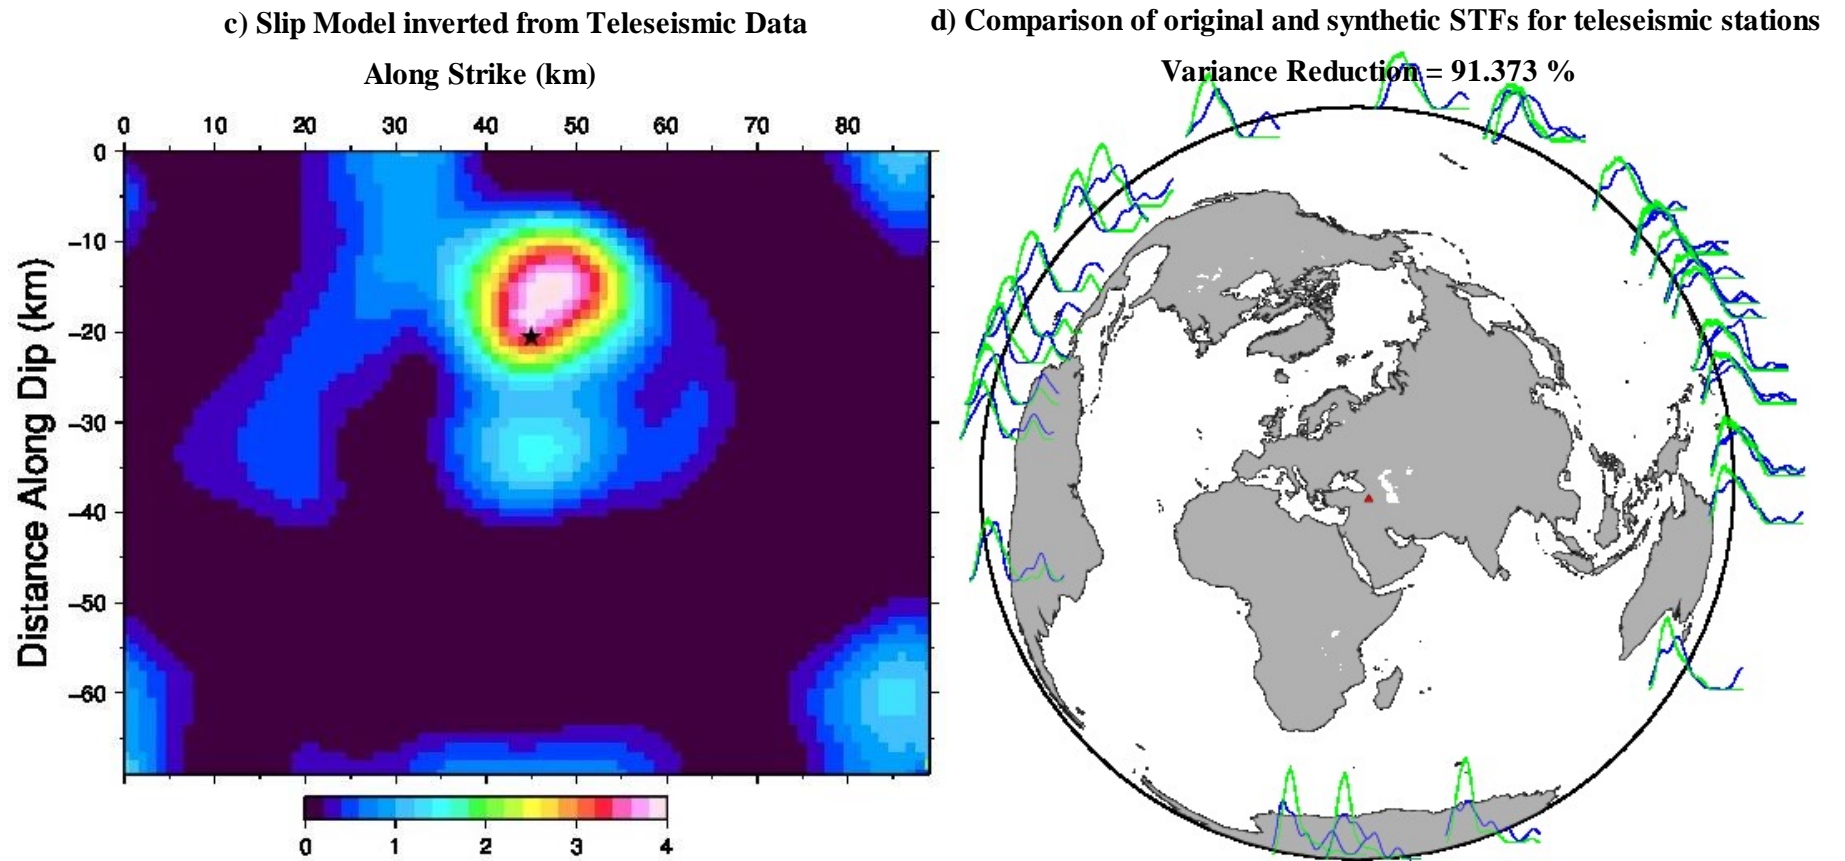 c) Slip Model inverted from Teleseismic Data
d) Comparison of original and synthetic STFs for teleseismic stations
Along Strike (km)
Variance Reduction = 91.373 %
0 10 20 30 40 50 60 70 80
Distance Along Dip (km)
0
−10
−20
−30
−40
−50
−60
0 1 2 3 4